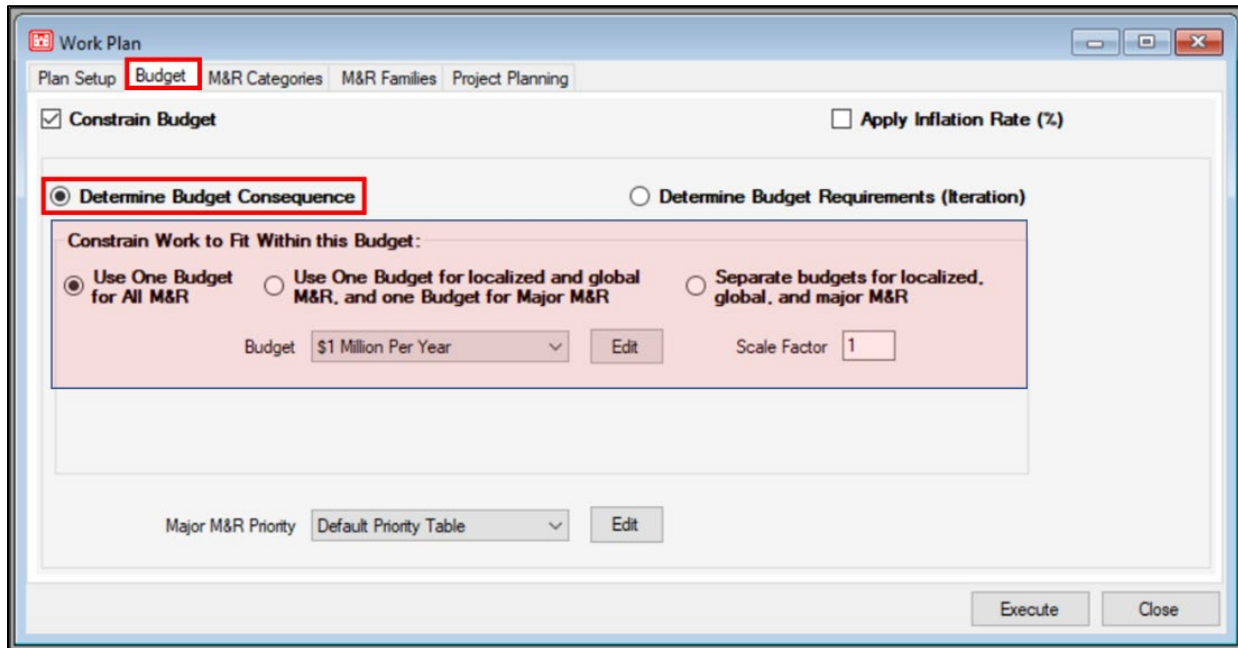 Work Plan
Plan Setup Budget M&R Categories M&R Families Project Planning
Constrain Budget Apply Inflation Rate (%)
Determine Budget Consequence Determine Budget Requirements (Iteration)
Constrain Work to Fit Within this Budget:
Use One Budget for All M&R
Use One Budget for localized and global M&R, and one Budget for Major M&R
Separate budgets for localized, global, and major M&R
Budget $1 Million Per Year Edit Scale Factor 1
Major M&R Priority Default Priority Table Edit
Execute Close